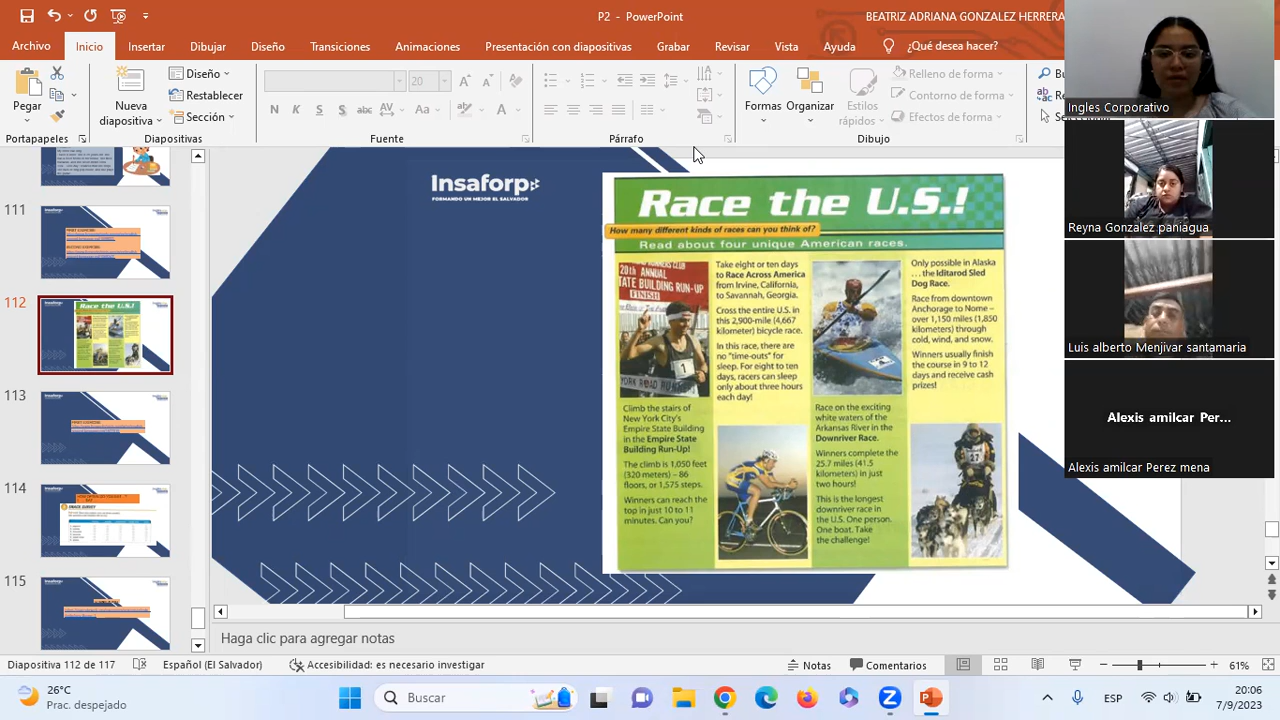 P2 - PowerPoint
BEATRIZ ADRIANA GONZALEZ HERRERA
Archivo
Inicio
Insertar
Dibujar
Diseño
Transiciones
Animaciones
Presentación con diapositivas
Grabar
Revisar
Vista
Ayuda
¿Qué desea hacer?
Pegar
Nueva
diapositiva
Diseño
Restablecer
Sección
20
Formas
Organizar
Estilos
rápidos
Relleno de forma
Contorno de forma
Efectos de forma
Portapapeles
Diapositivas
Fuente
Párrafo
Dibujo
Ingles Corporativo
Daniela González paniagua
Luis alberto Menjivar santamaria
Alexis amilcar Per...
Alexis amilcar Perez mena
111
112
113
114
115
Insaforp
FORMANDO UN MEJOR EL SALVADOR
Race the U.S!
How many different kinds of races can you think of?
Read about four unique American races.
20th ANNUAL
STATE BUILDING RUN-UP
FINISH
1
YORK ROAD RUN
Climb the stairs of
New York City's
Empire State Building
in the Empire State
Building Run-Up!
The climb is 1,050 feet
(320 meters) – 86
floors, or 1,575 steps.
Winners can reach the
top in just 10 to 11
minutes. Can you?
Take eight or ten days
to Race Across America
from Irvine, California,
to Savannah, Georgia.
Cross the entire U.S. in
this 2,900-mile (4,667
kilometer) bicycle race.
In this race, there are
no "time-outs" for
sleep. For eight to ten
days, racers can sleep
only about three hours
each day!
Race on the exciting
white waters of the
Arkansas River in the
Downriver Race.
Winners complete the
25.7 miles (41.5
kilometers) in just
two hours!
This is the longest
downriver race in
the U.S. One person.
One boat. Take
the challenge!
Only possible in Alaska
. . . the Iditarod Sled
Dog Race.
Race from downtown
Anchorage to Nome –
over 1,150 miles (1,850
kilometers) through
cold, wind, and snow.
Winners usually finish
the course in 9 to 12
days and receive cash
prizes!
Haga clic para agregar notas
Diapositiva 112 de 117
Español (El Salvador)
Accesibilidad: es necesario investigar
Notas
Comentarios
61%
26°C
Prac. despejado
Buscar
ESP
20:06
7/9/2023